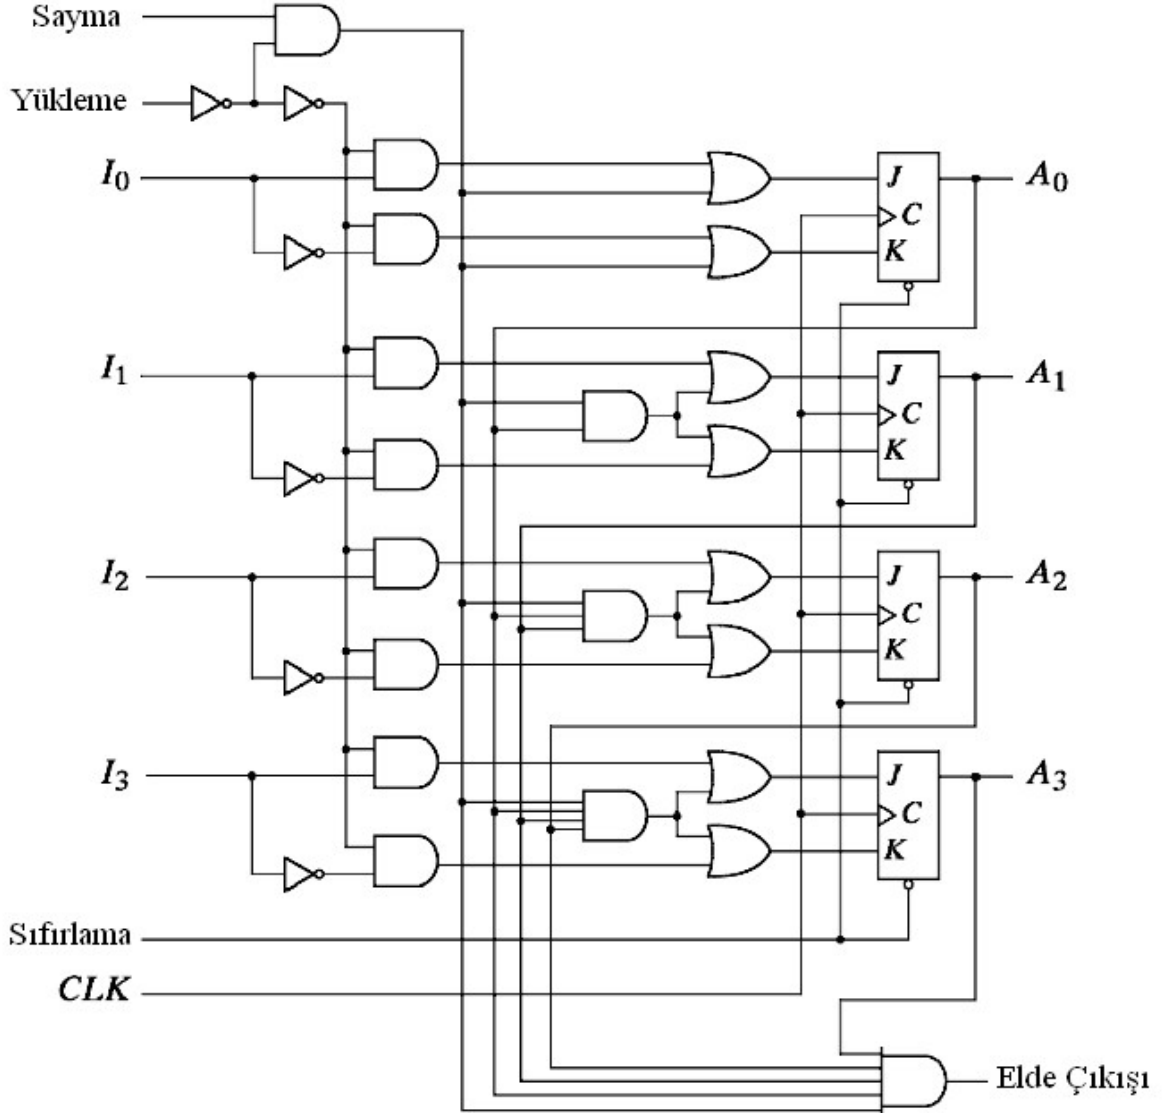 Sayma
Yükleme
I₀ J A₀
C
K
I₁ J A₁
C
K
I₂ J A₂
C
K
I₃ J A₃
C
K
Sıfırlama
CLK
Elde Çıkışı